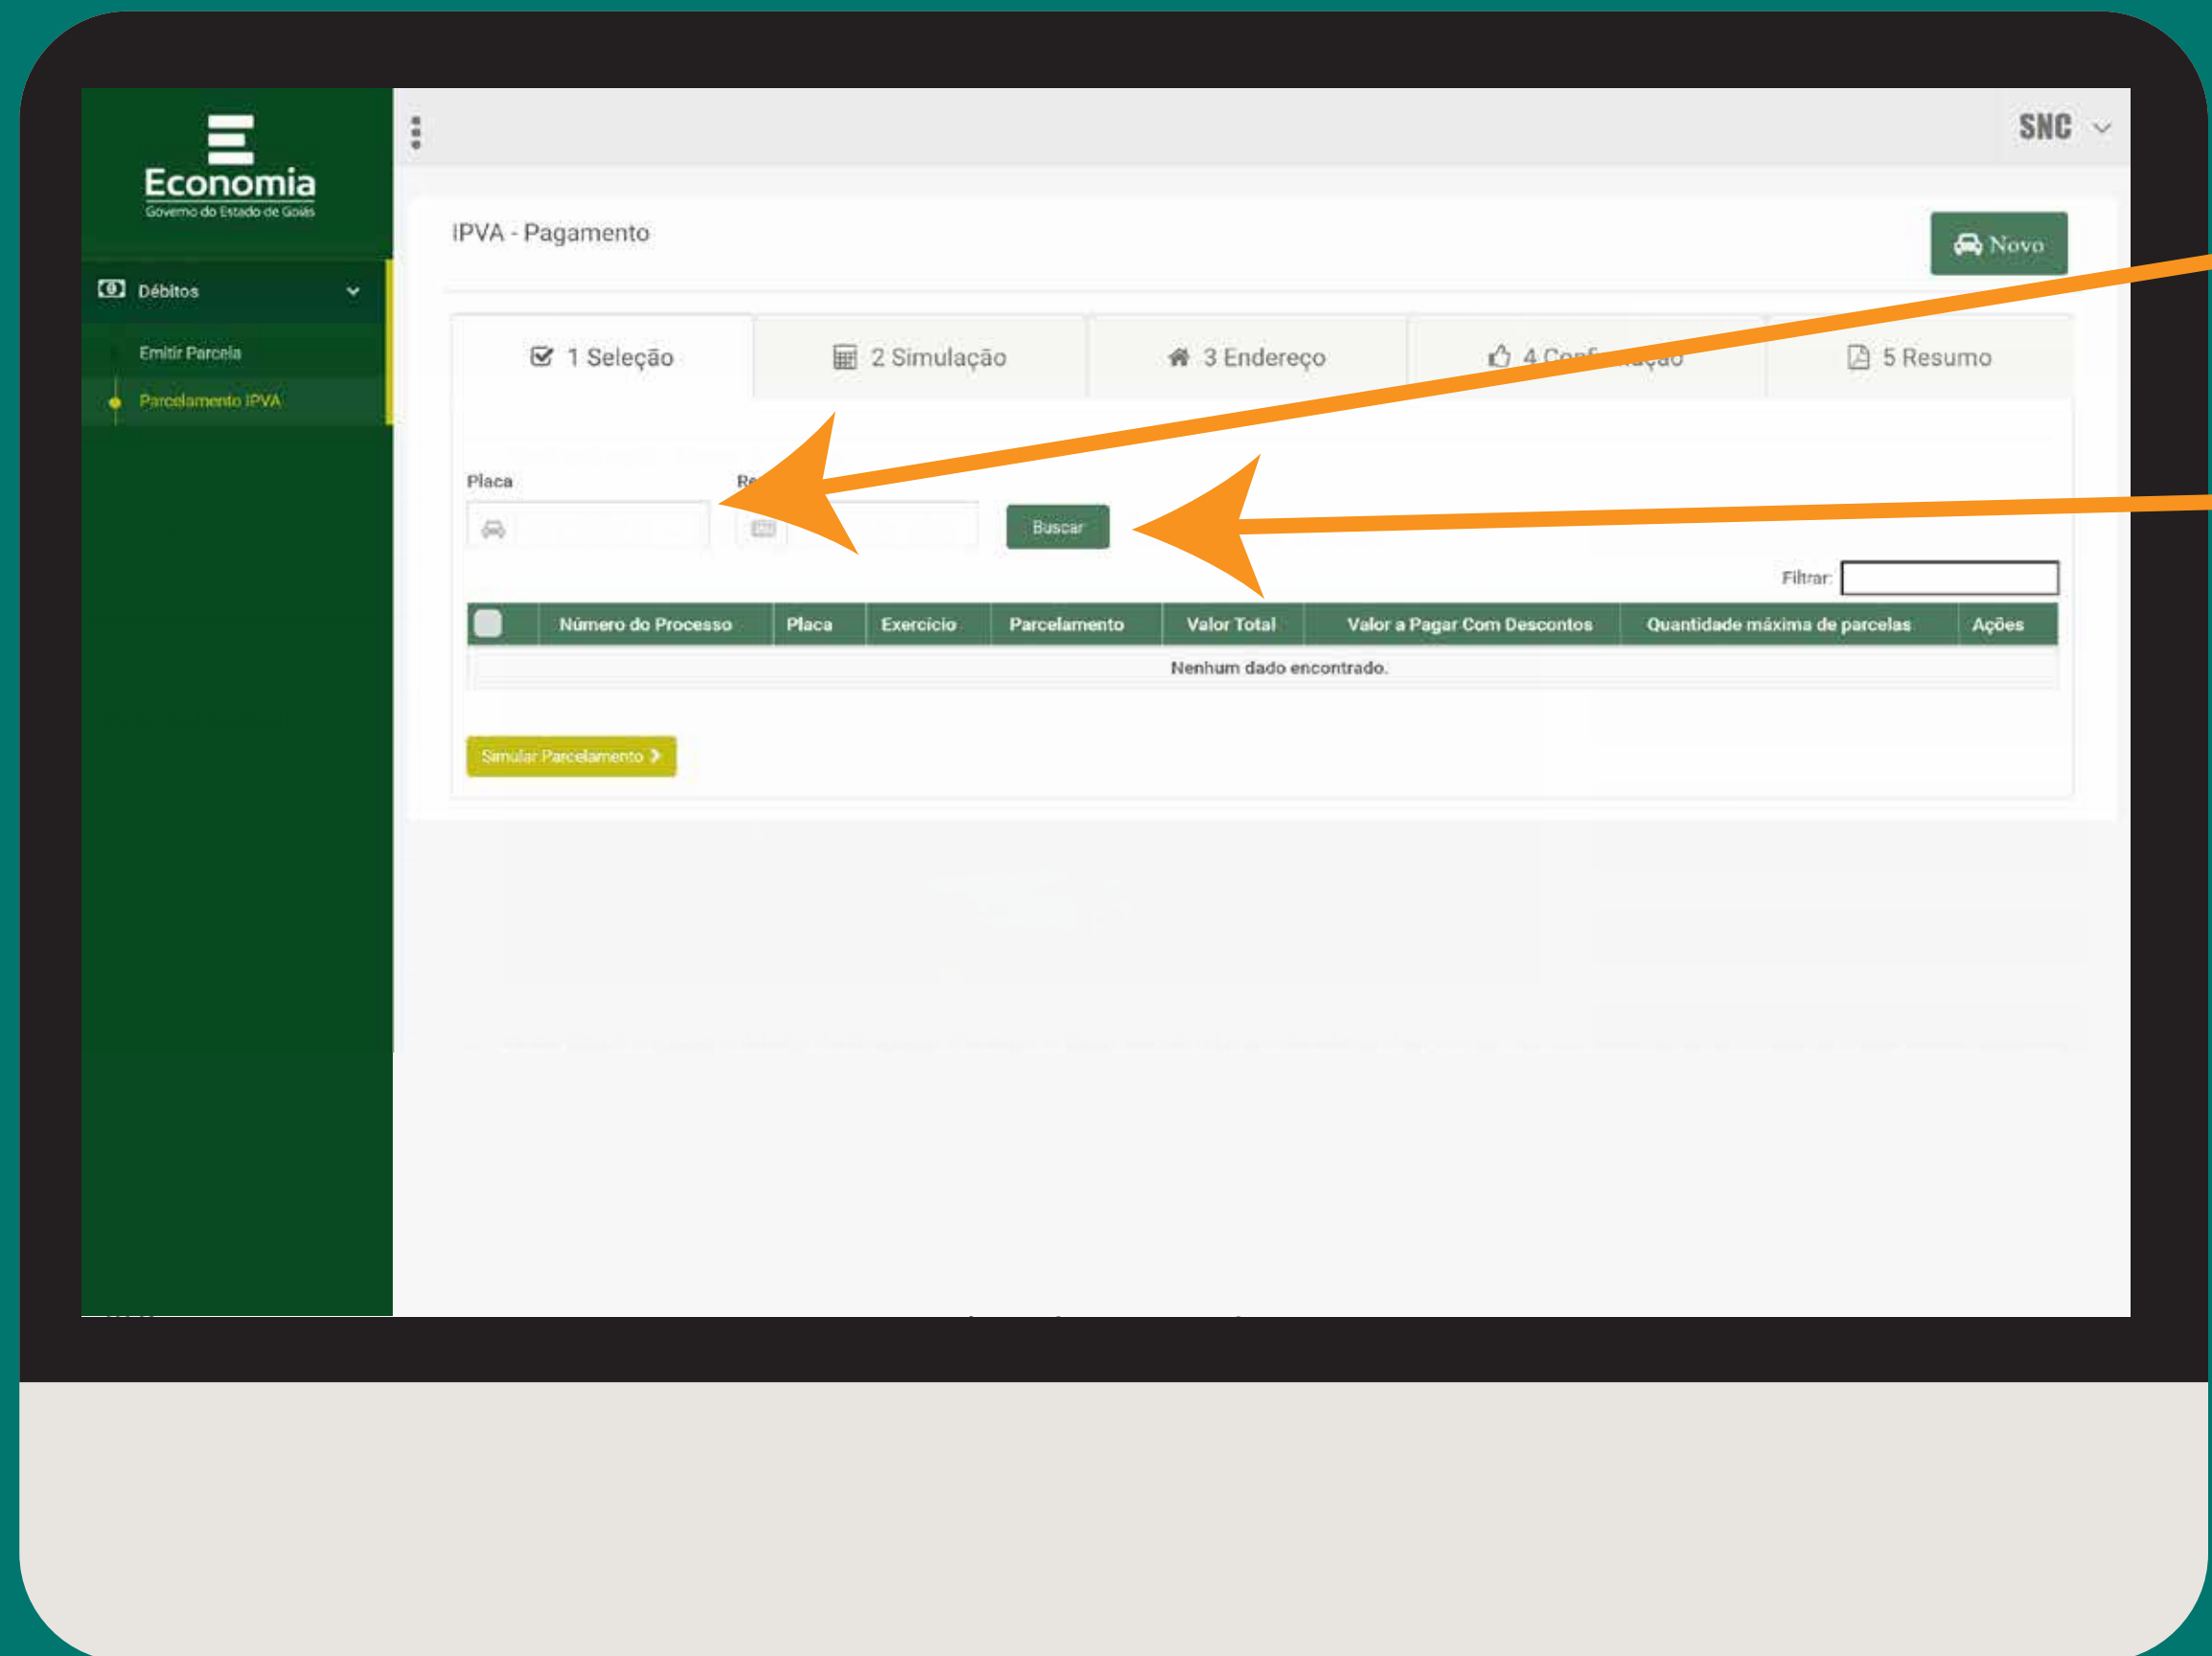 Economia
Governo do Estado de Goiás
SNC
IPVA - Pagamento
Novo
Débitos
Emitir Parcela
Parcelamento IPVA
1 Seleção
2 Simulação
3 Endereço
4
5 Resumo
Placa
Buscar
Filtrar:
Número do Processo Placa Exercício Parcelamento Valor Total Valor a Pagar Com Descontos Quantidade máxima de parcelas Ações
Nenhum dado encontrado.
Simular Parcelamento